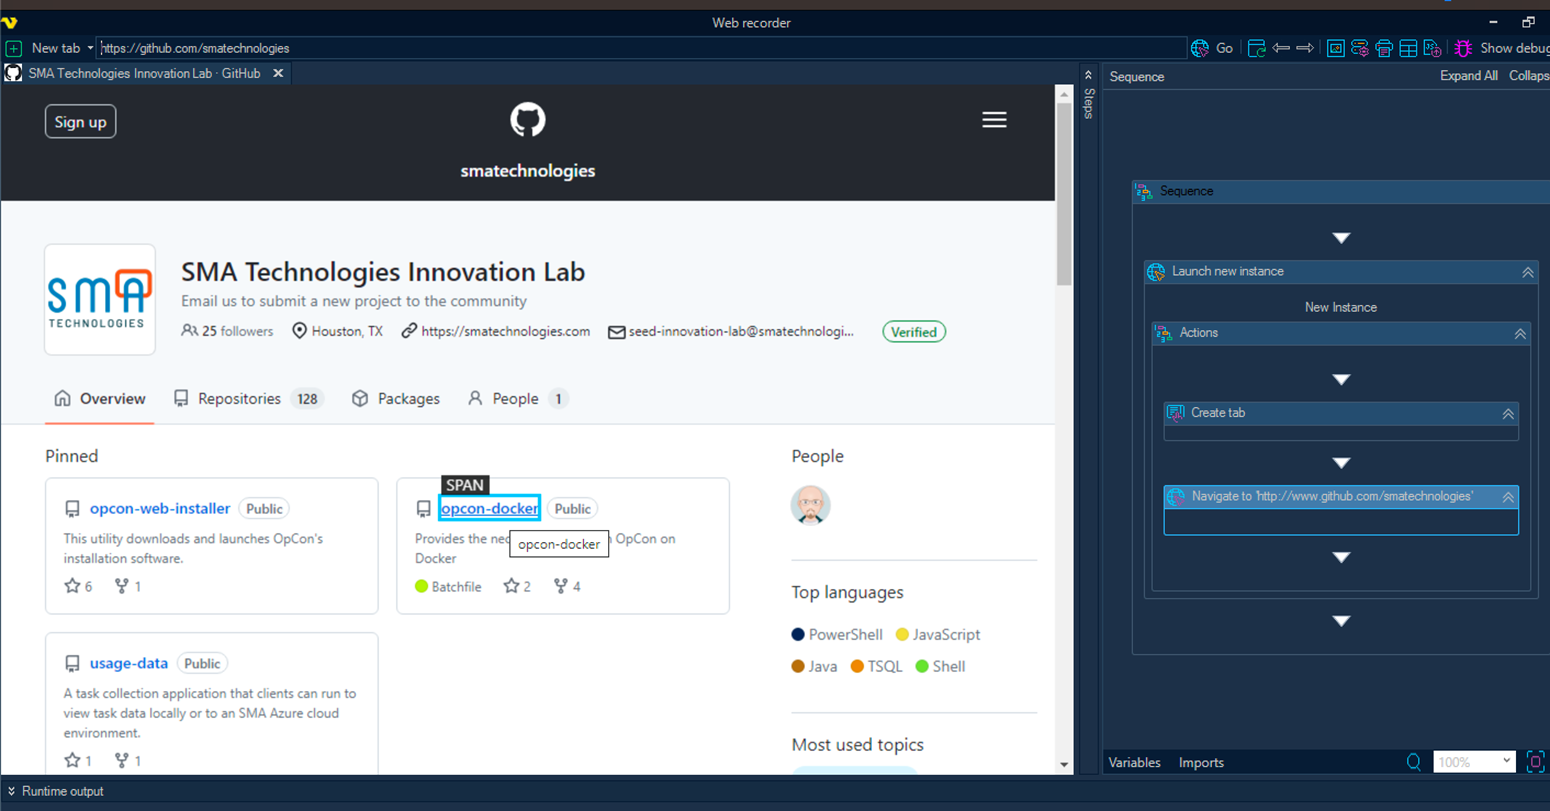 Web recorder
New tab https://github.com/smatechnologies Go Show debug
SMA Technologies Innovation Lab · GitHub
Sign up
smatechnologies
SMA TECHNOLOGIES
SMA Technologies Innovation Lab
Email us to submit a new project to the community
25 followers Houston, TX https://smatechnologies.com seed-innovation-lab@smatechnologi... Verified
Overview Repositories 128 Packages People 1
Pinned
opcon-web-installer Public
This utility downloads and launches OpCon's
installation software.
6 1
SPAN
opcon-docker Public
Provides the nec OpCon on
opcon-docker
Docker
Batchfile 2 4
usage-data Public
A task collection application that clients can run to
view task data locally or to an SMA Azure cloud
environment.
1 1
People
Top languages
PowerShell JavaScript
Java TSQL Shell
Most used topics
Steps
Sequence Expand All Collaps
Sequence
Launch new instance
New Instance
Actions
Create tab
Navigate to 'http://www.github.com/smatechnologies'
Variables Imports 100%
Runtime output